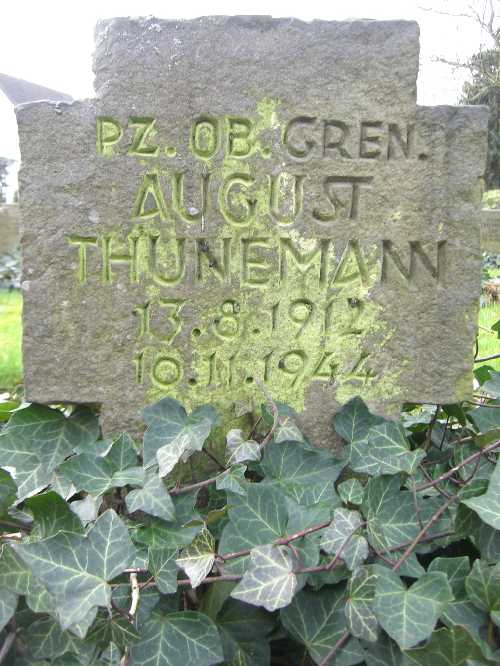 PZ. OB. GREN.
AUGUST
THUNEMANN
13.8.1912
10.11.1944